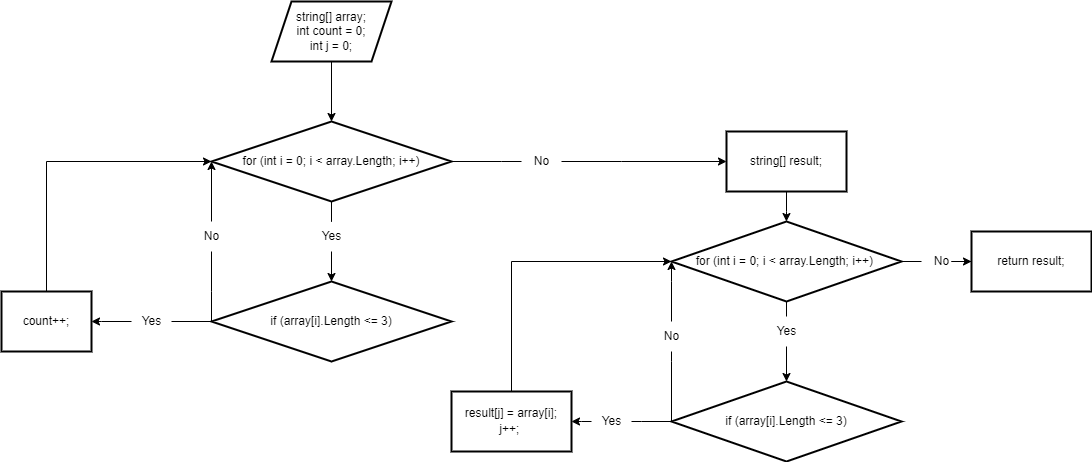 string[] array;
int count = 0;
int j = 0;
for (int i = 0; i < array.Length; i++)
No
string[] result;
No
Yes
for (int i = 0; i < array.Length; i++)
No
return result;
count++;
Yes
if (array[i].Length <= 3)
No
Yes
result[j] = array[i];
j++;
Yes
if (array[i].Length <= 3)